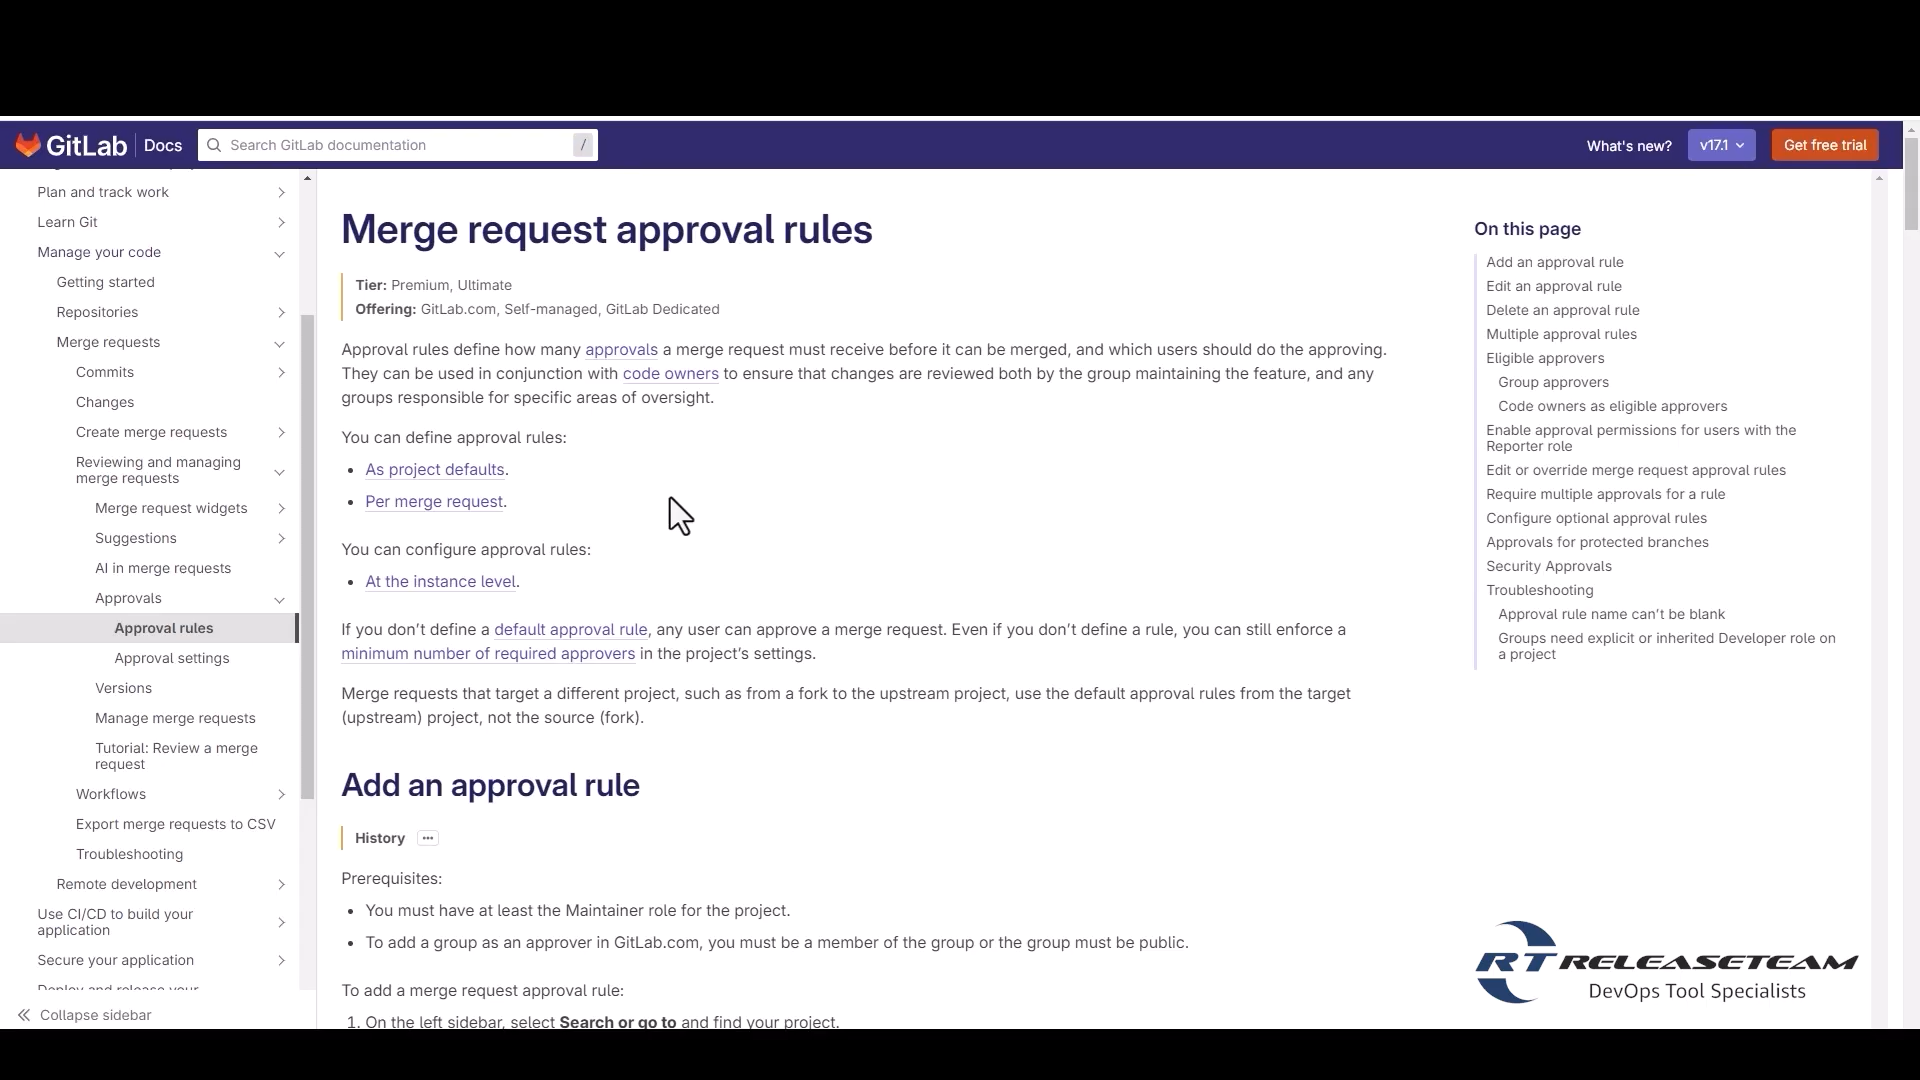 GitLab Docs
Search GitLab documentation
/
What's new?
v17.1
Get free trial
Plan and track work
Learn Git
Manage your code
Getting started
Repositories
Merge requests
Commits
Changes
Create merge requests
Reviewing and managing
merge requests
Merge request widgets
Suggestions
AI in merge requests
Approvals
Approval rules
Approval settings
Versions
Manage merge requests
Tutorial: Review a merge
request
Workflows
Export merge requests to CSV
Troubleshooting
Remote development
Use CI/CD to build your
application
Secure your application
Deploy and release your
Collapse sidebar
Merge request approval rules
Tier: Premium, Ultimate
Offering: GitLab.com, Self-managed, GitLab Dedicated
Approval rules define how many approvals a merge request must receive before it can be merged, and which users should do the approving.
They can be used in conjunction with code owners to ensure that changes are reviewed both by the group maintaining the feature, and any
groups responsible for specific areas of oversight.
You can define approval rules:
• As project defaults.
• Per merge request.
You can configure approval rules:
• At the instance level.
If you don’t define a default approval rule, any user can approve a merge request. Even if you don’t define a rule, you can still enforce a
minimum number of required approvers in the project’s settings.
Merge requests that target a different project, such as from a fork to the upstream project, use the default approval rules from the target
(upstream) project, not the source (fork).
Add an approval rule
History ...
Prerequisites:
• You must have at least the Maintainer role for the project.
• To add a group as an approver in GitLab.com, you must be a member of the group or the group must be public.
To add a merge request approval rule:
1. On the left sidebar, select Search or go to and find your project.
On this page
Add an approval rule
Edit an approval rule
Delete an approval rule
Multiple approval rules
Eligible approvers
Group approvers
Code owners as eligible approvers
Enable approval permissions for users with the
Reporter role
Edit or override merge request approval rules
Require multiple approvals for a rule
Configure optional approval rules
Approvals for protected branches
Security Approvals
Troubleshooting
Approval rule name can’t be blank
Groups need explicit or inherited Developer role on
a project
RT RELEASETEAM
DevOps Tool Specialists